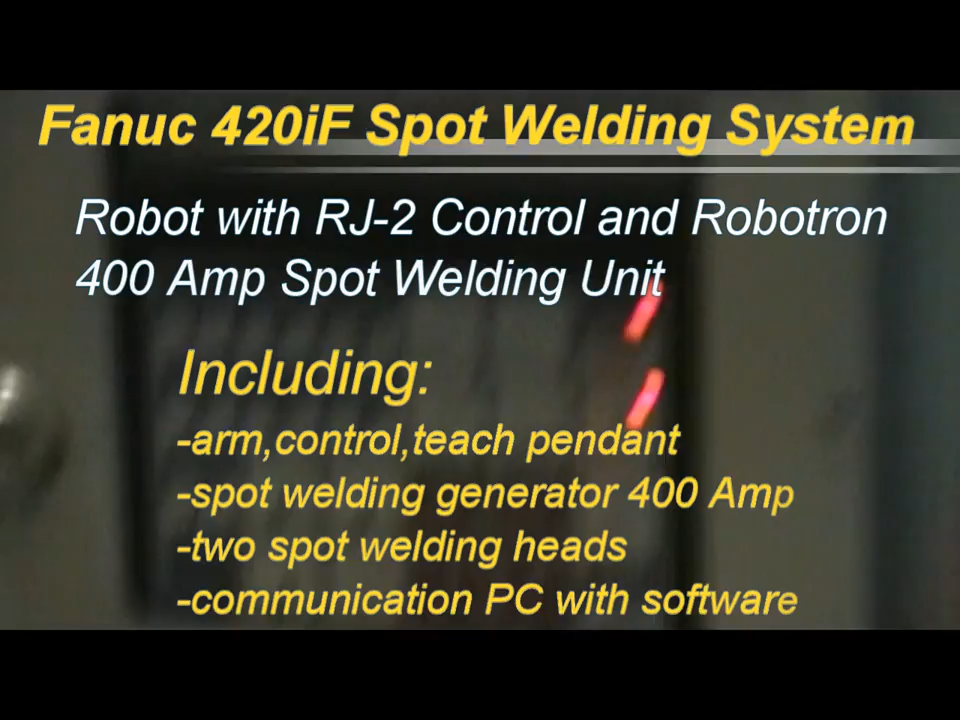 Fanuc 420iF Spot Welding System
Robot with RJ-2 Control and Robotron
400 Amp Spot Welding Unit
Including:
-arm,control,teach pendant
-spot welding generator 400 Amp
-two spot welding heads
-communication PC with software